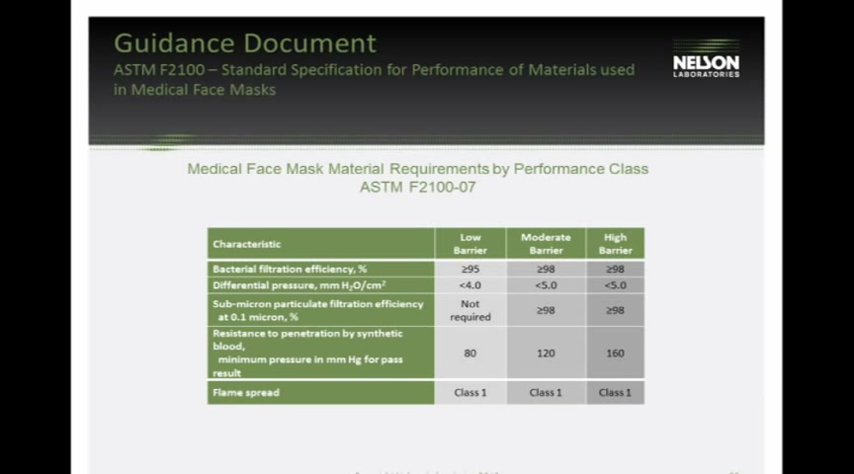 Guidance Document
ASTM F2100 – Standard Specification for Performance of Materials used
in Medical Face Masks
NELSON
LABORATORIES
Medical Face Mask Material Requirements by Performance Class
ASTM F2100-07
Characteristic
Low
Barrier
Moderate
Barrier
High
Barrier
Bacterial filtration efficiency, %
≥95
≥98
≥98
Differential pressure, mm H₂O/cm²
<4.0
<5.0
<5.0
Sub-micron particulate filtration efficiency
at 0.1 micron, %
Not
required
≥98
≥98
Resistance to penetration by synthetic
blood,
minimum pressure in mm Hg for pass
result
80
120
160
Flame spread
Class 1
Class 1
Class 1